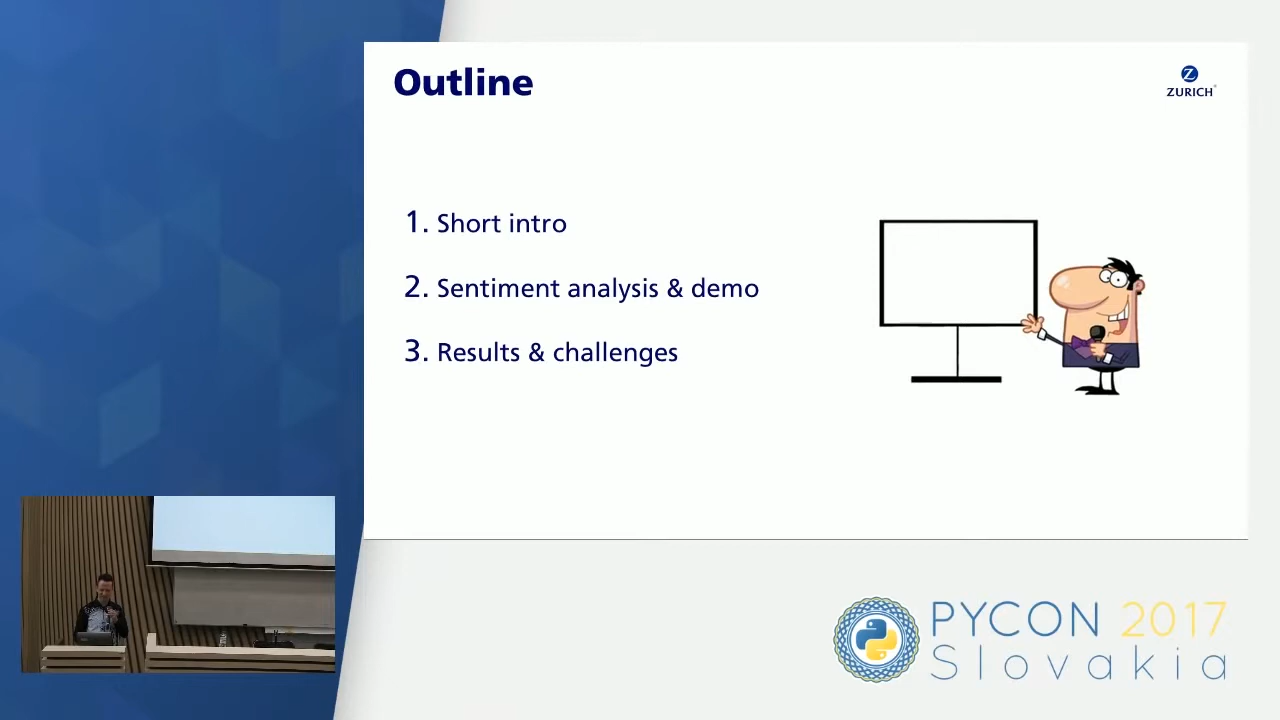 Outline
ZURICH
1. Short intro
2. Sentiment analysis & demo
3. Results & challenges
PYCON 2017
Slovakia